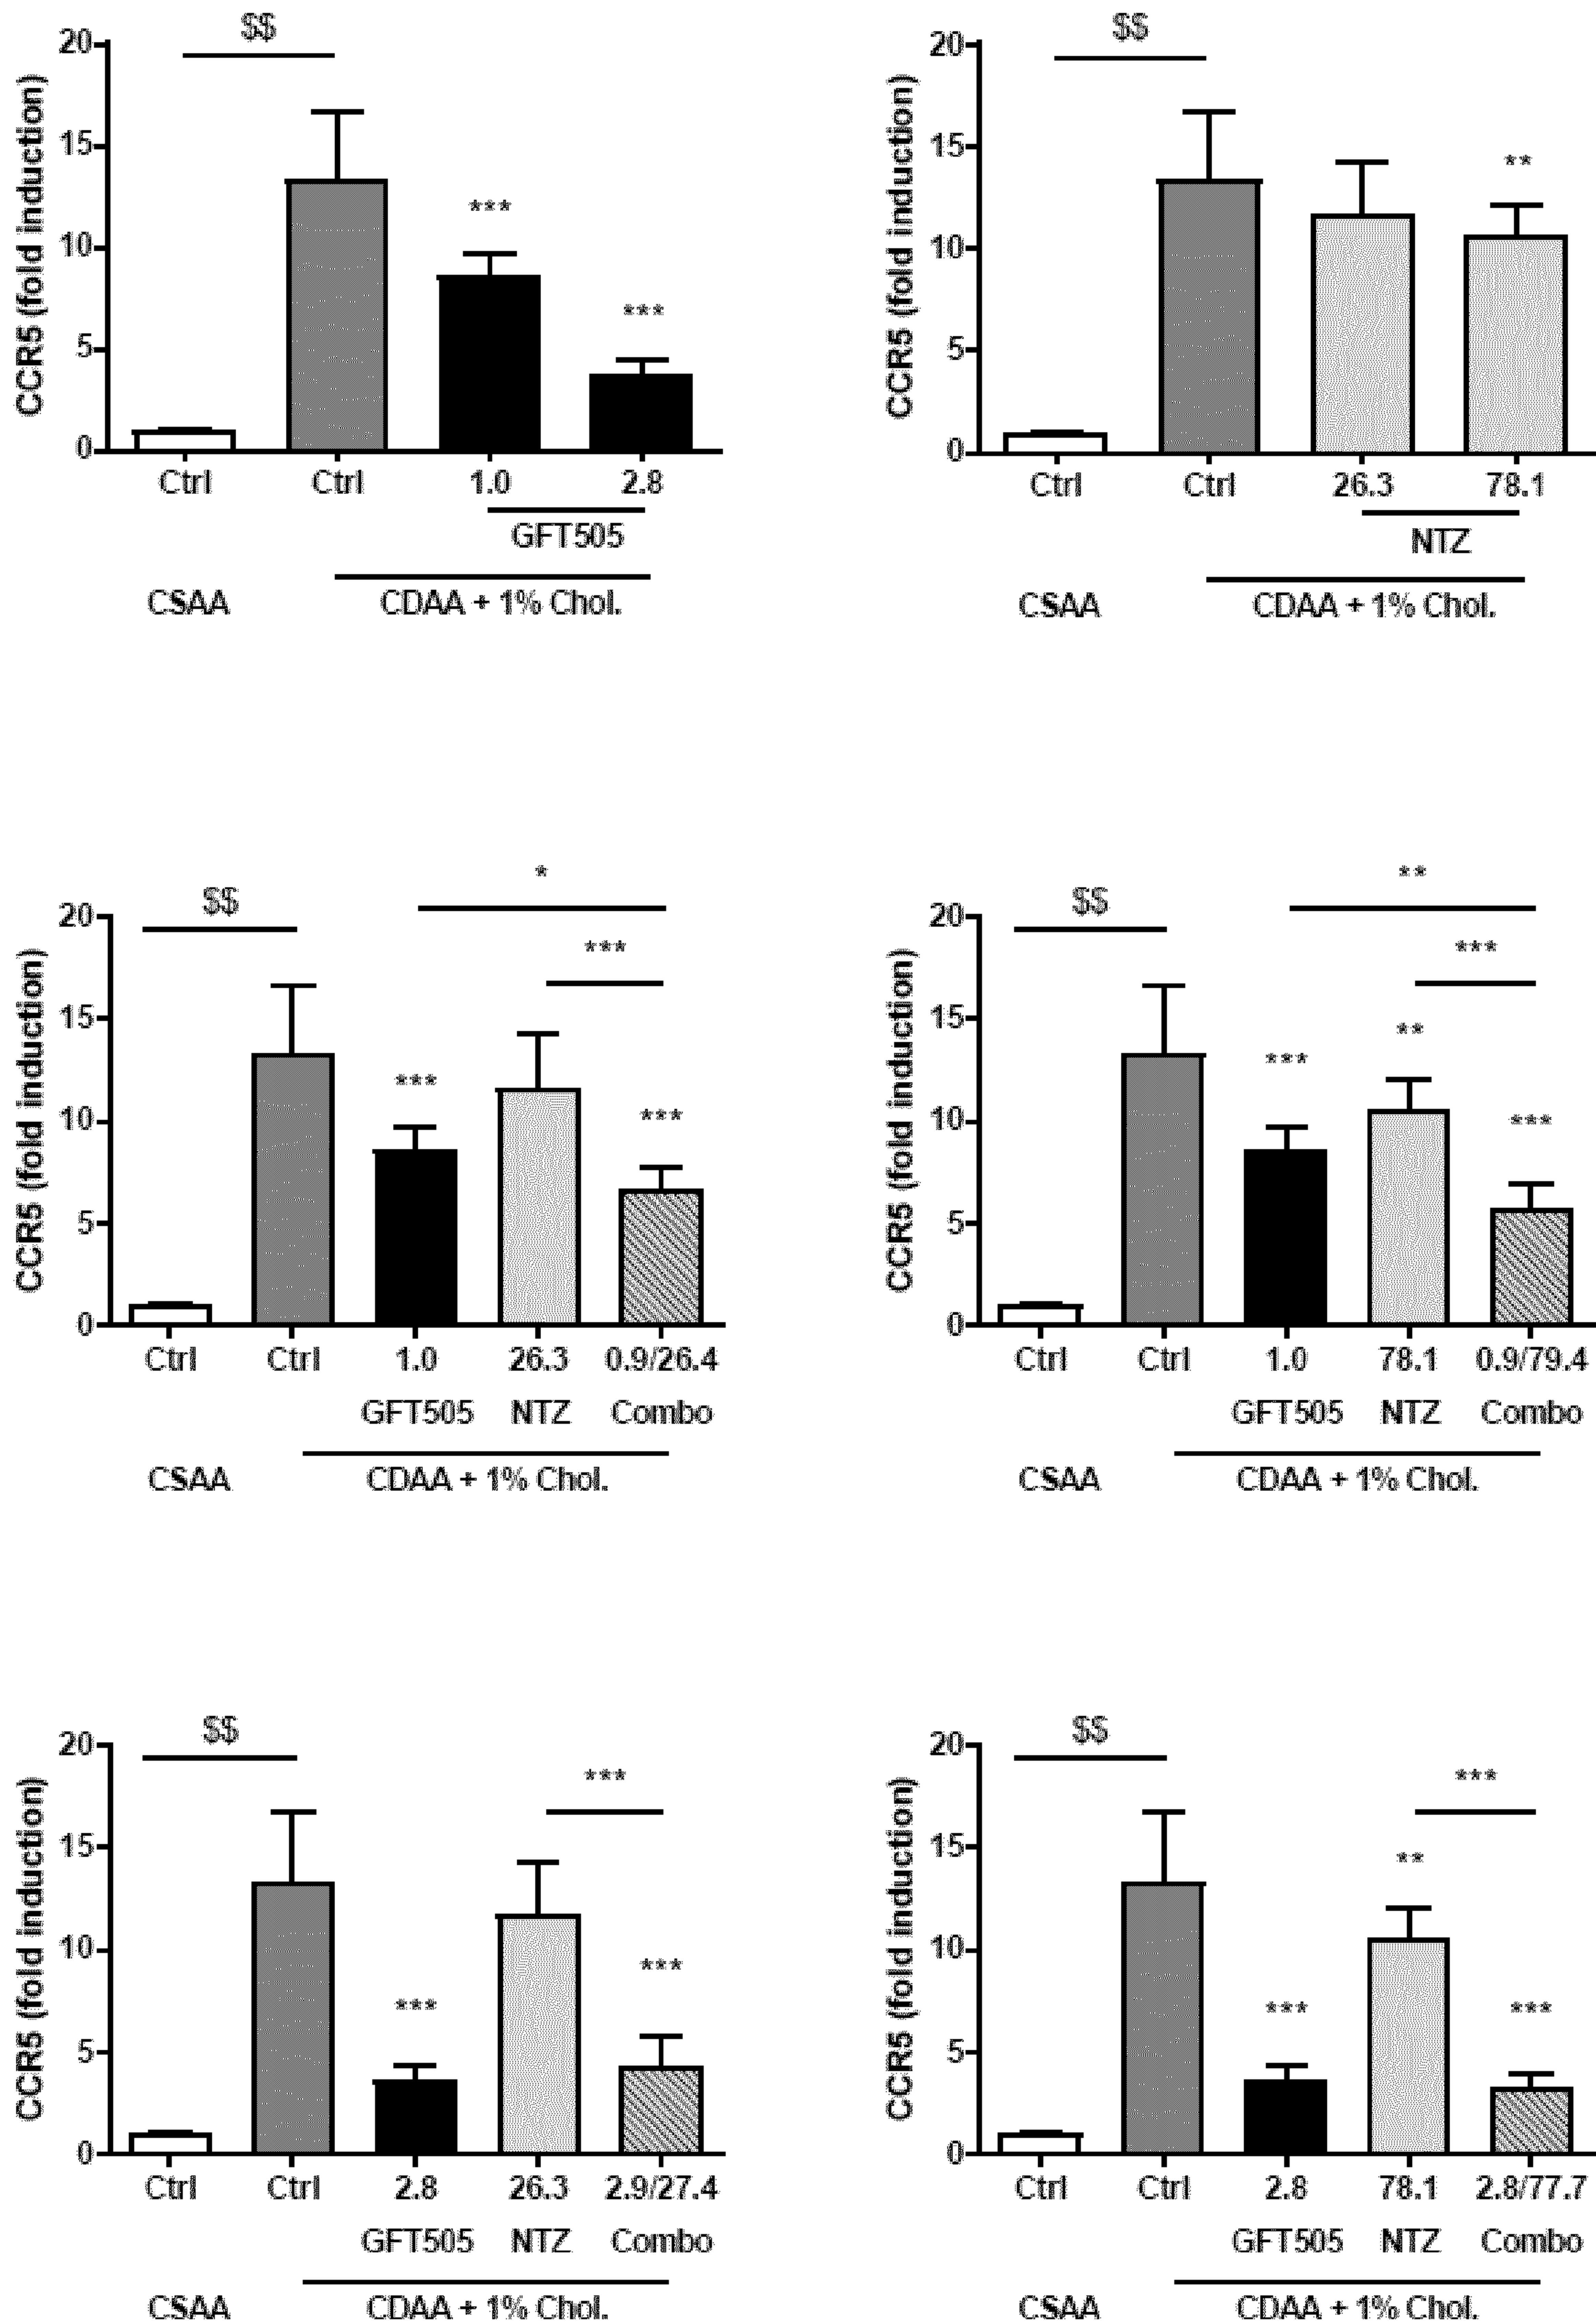 $$
CCR5 (fold induction)
20
15
10
5
0
***
***
Ctrl Ctrl 1.0 2.8
GFT505
CSAA CDAA + 1% Chol.
$$
CCR5 (fold induction)
20
15
10
5
0
**
Ctrl Ctrl 26.3 78.1
NTZ
CSAA CDAA + 1% Chol.
*
$$
***
CCR5 (fold induction)
20
15
10
5
0
***
***
Ctrl Ctrl 1.0 26.3 0.9/26.4
GFT505 NTZ Combo
CSAA CDAA + 1% Chol.
**
$$
***
CCR5 (fold induction)
20
15
10
5
0
**
***
***
Ctrl Ctrl 1.0 78.1 0.9/79.4
GFT505 NTZ Combo
CSAA CDAA + 1% Chol.
$$
***
CCR5 (fold induction)
20
15
10
5
0
***
***
Ctrl Ctrl 2.8 26.3 2.9/27.4
GFT505 NTZ Combo
CSAA CDAA + 1% Chol.
$$
***
CCR5 (fold induction)
20
15
10
5
0
**
*** ***
Ctrl Ctrl 2.8 78.1 2.8/77.7
GFT505 NTZ Combo
CSAA CDAA + 1% Chol.